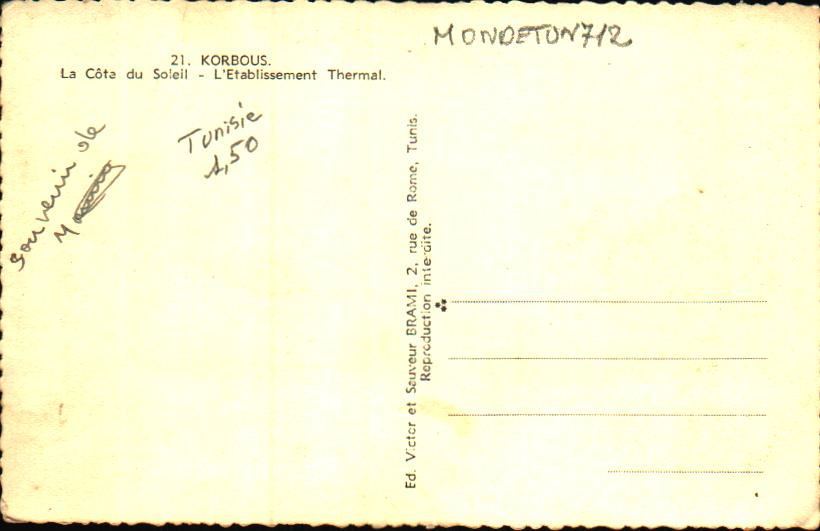 MONDETUN712
21. KORBOUS.
La Côte du Soleil - L'Etablissement Thermal.
Tunisie
1,50
Souvenir de
Ed. Victor et Sauveur BRAMI, 2, rue de Rome, Tunis.
Reproduction interdite.